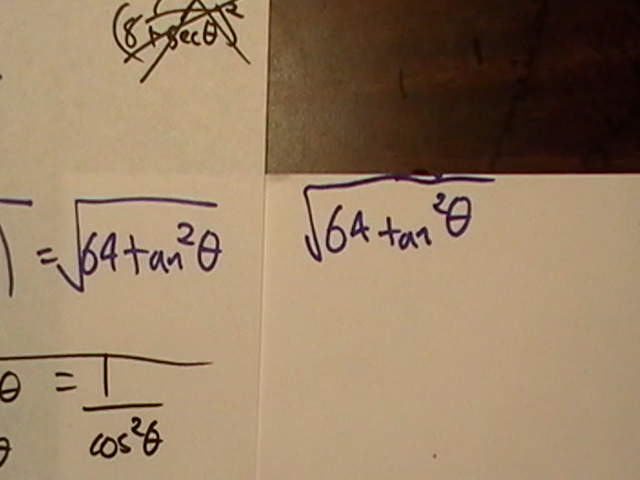 (8 + sec θ)²
= √64 tan²θ
√64 tan²θ
θ = 1/cos²θ
θ